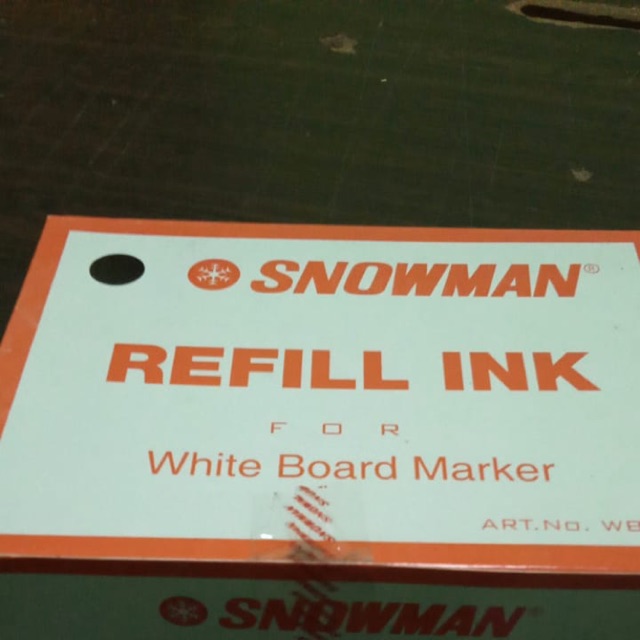 SNOWMAN®
REFILL INK
FOR
White Board Marker
ART.No. WB
SNOWMAN